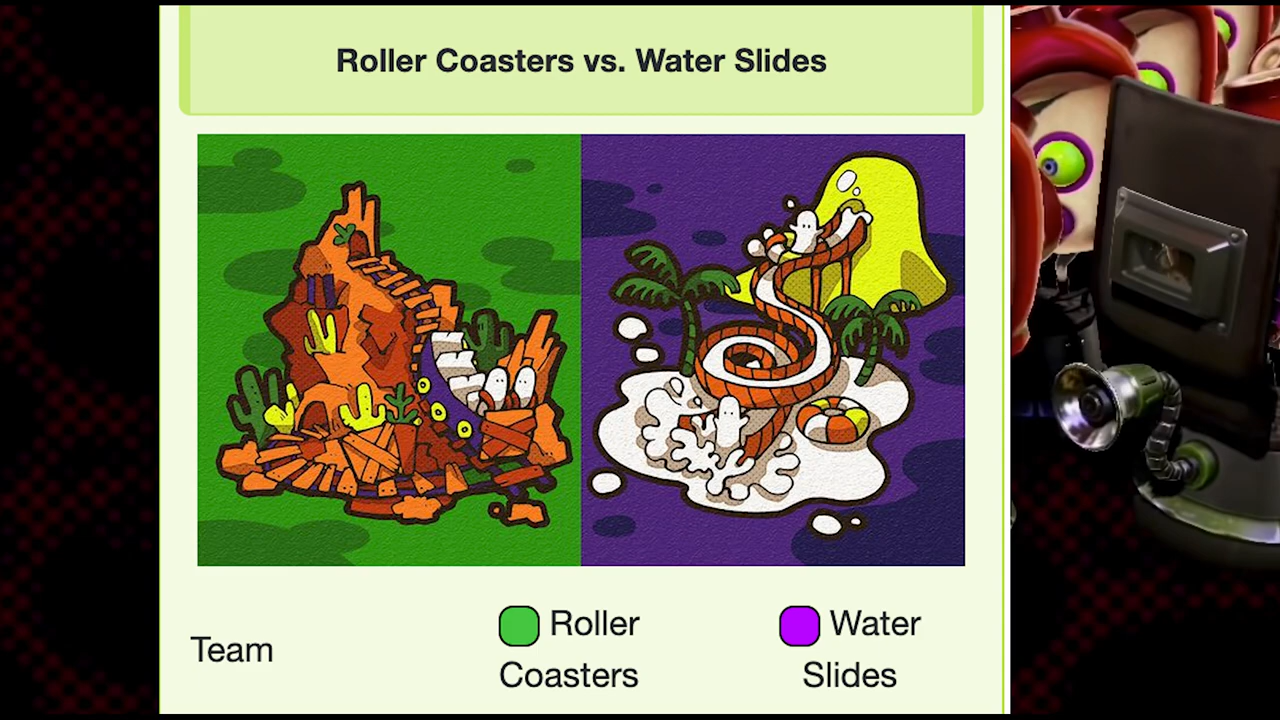 Roller Coasters vs. Water Slides
Team
Roller
Coasters
Water
Slides